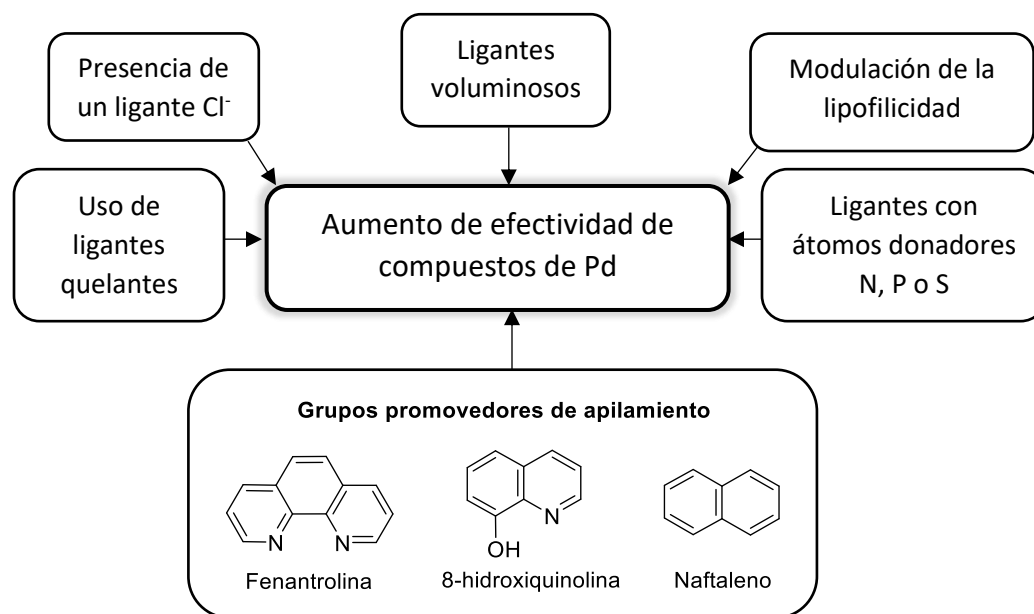 Presencia de
un ligante Cl-
Ligantes
voluminosos
Modulación de la
lipofilicidad
Uso de
ligantes
quelantes
Aumento de efectividad de
compuestos de Pd
Ligantes con
átomos donadores
N, P o S
Grupos promovedores de apilamiento
N
N
N
OH
Fenantrolina
8-hidroxiquinolina
Naftaleno